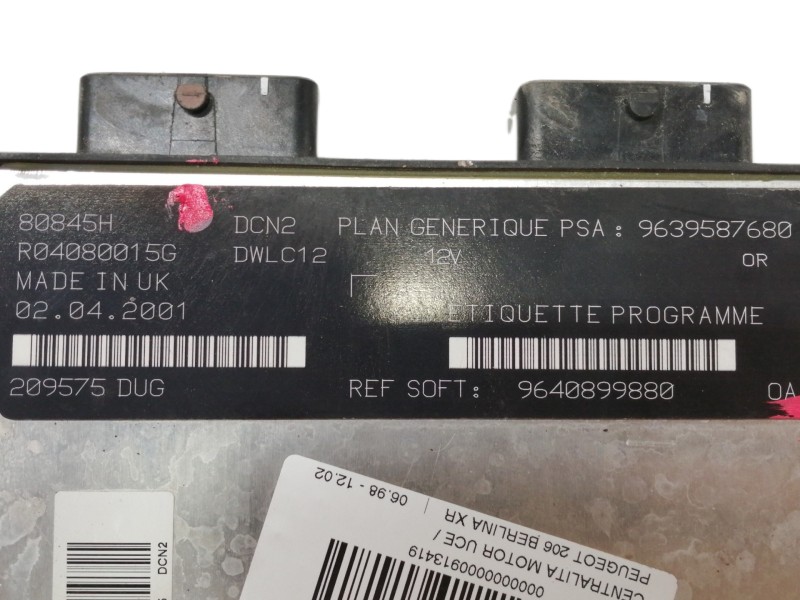 80845H DCN2 PLAN GENERIQUE PSA : 9639587680
R04080015G DWLC12 12V OR
MADE IN UK
02.04.2001 ETIQUETTE PROGRAMME
209575 DUG REF SOFT: 9640899880 OA
DCN2
CENTRALITA MOTOR UCE /
PEUGEOT 206 BERLINA XR
06.98 - 12.02
000000000000913419